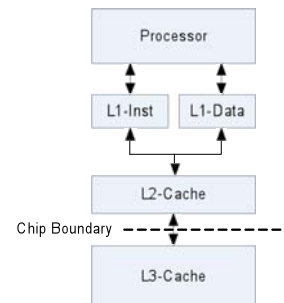 Processor
L1-Inst
L1-Data
L2-Cache
Chip Boundary
L3-Cache